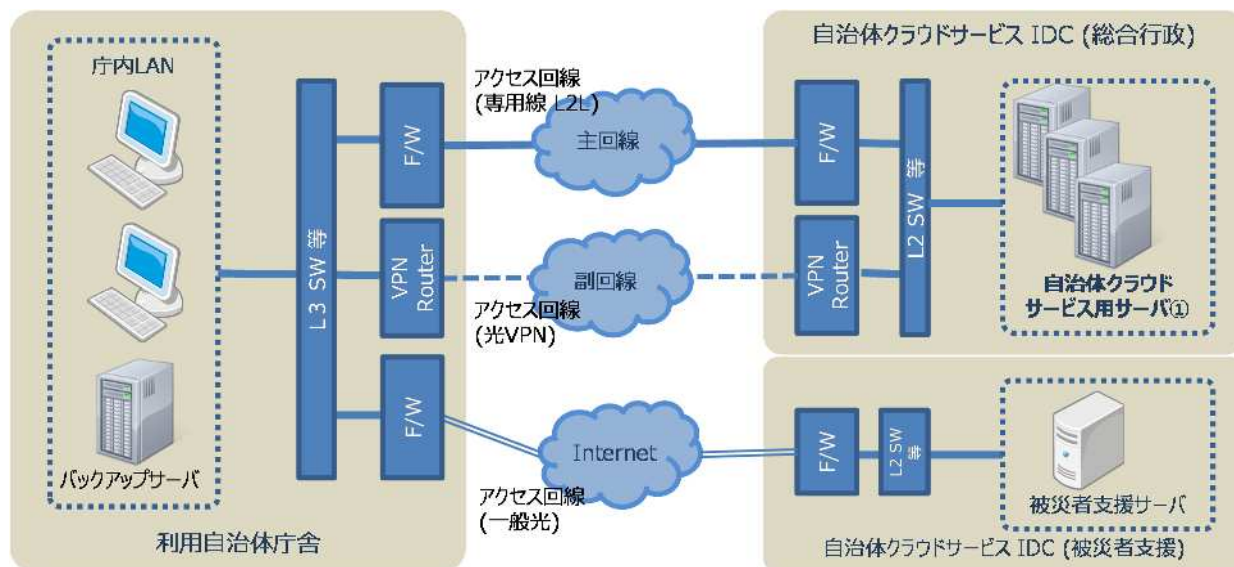 庁内LAN
バックアップサーバ
利用自治体庁舎
L3 SW 等
F/W
VPN
Router
F/W
アクセス回線
(専用線 L2L)
主回線
副回線
アクセス回線
(光VPN)
Internet
アクセス回線
(一般光)
自治体クラウドサービス IDC (総合行政)
F/W
VPN
Router
L2 SW 等
自治体クラウド
サービス用サーバ①
F/W
L2 SW
等
被災者支援サーバ
自治体クラウドサービス IDC (被災者支援)